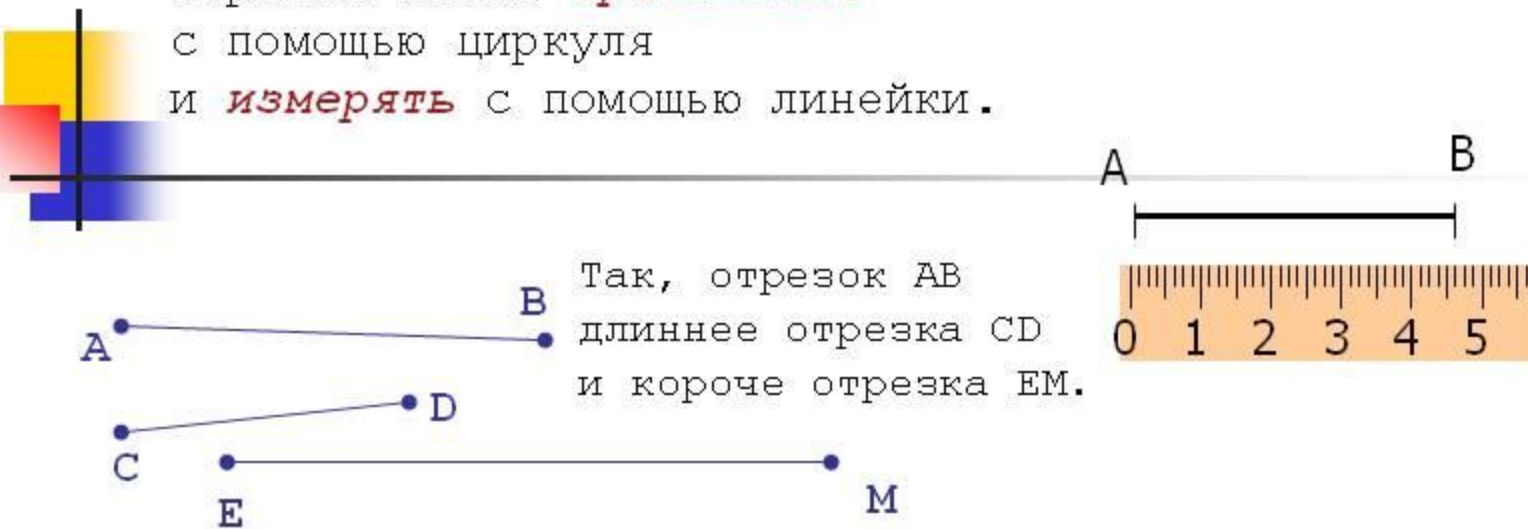 с помощью циркуля
и измерять с помощью линейки.
A B
Так, отрезок AB
длиннее отрезка CD
и короче отрезка EM.
0 1 2 3 4 5
A B
C D
E M